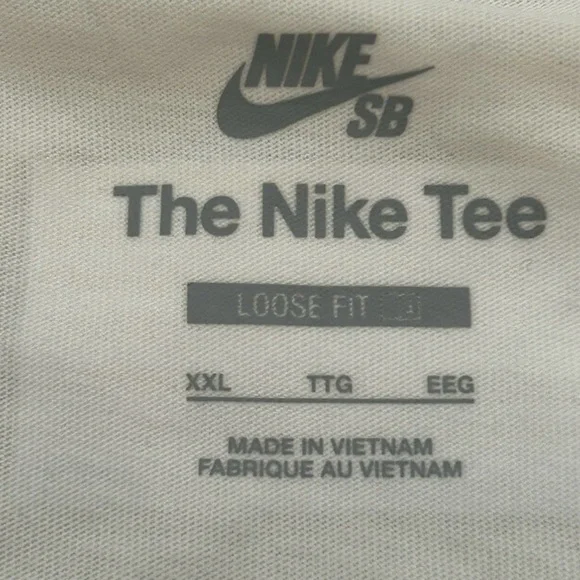 NIKE
SB
The Nike Tee
LOOSE FIT
XXL TTG EEG
MADE IN VIETNAM
FABRIQUE AU VIETNAM